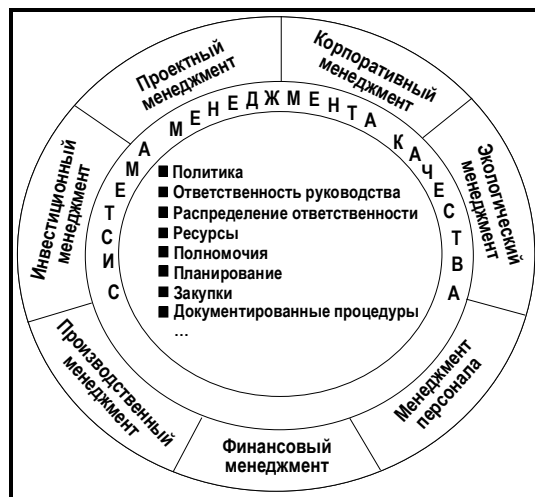 Проектный
менеджмент
Корпоративный
менеджмент
Экологический
менеджмент
Менеджмент
персонала
Финансовый
менеджмент
Производственный
менеджмент
Инвестиционный
менеджмент
СИСТЕМА МЕНЕДЖМЕНТА КАЧЕСТВА
■ Политика
■ Ответственность руководства
■ Распределение ответственности
■ Ресурсы
■ Полномочия
■ Планирование
■ Закупки
■ Документированные процедуры
...